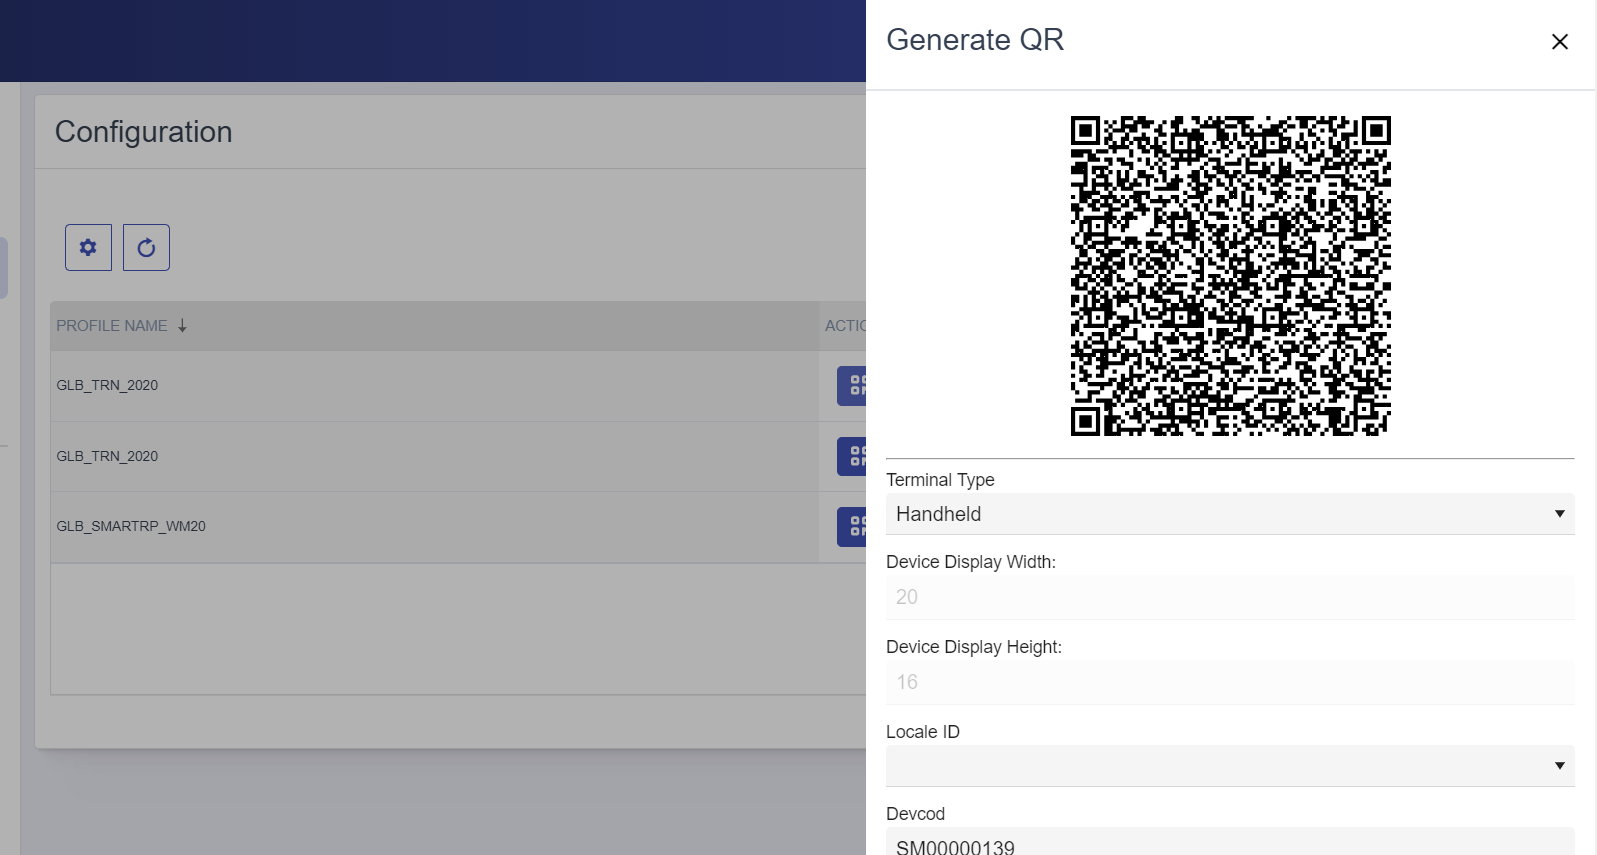 Generate QR
Configuration
PROFILE NAME
GLB_TRN_2020
GLB_TRN_2020
GLB_SMARTRP_WM20
Terminal Type
Handheld
Device Display Width:
20
Device Display Height:
16
Locale ID
Devcod
SM00000139